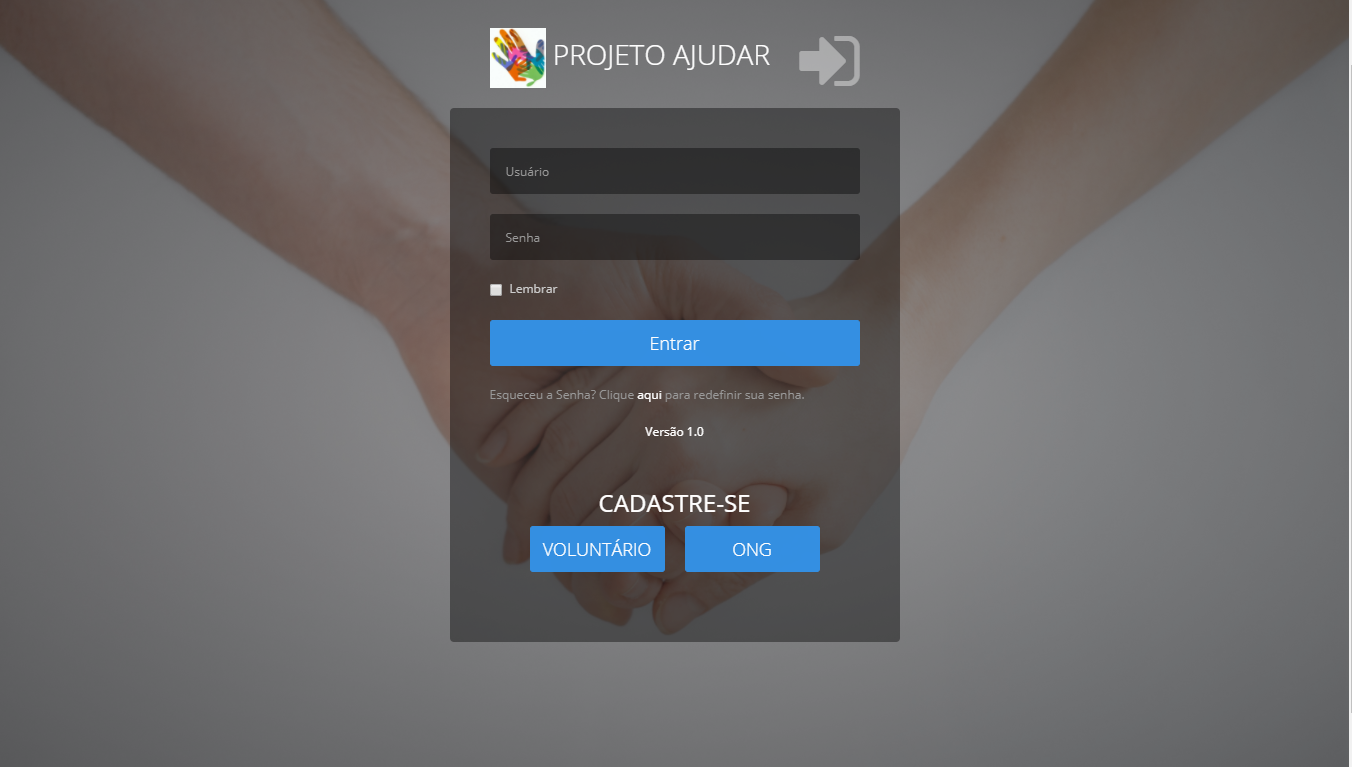 PROJETO AJUDAR
Usuário
Senha
Lembrar
Entrar
Esqueceu a Senha? Clique aqui para redefinir sua senha.
Versão 1.0
CADASTRE-SE
VOLUNTÁRIO ONG